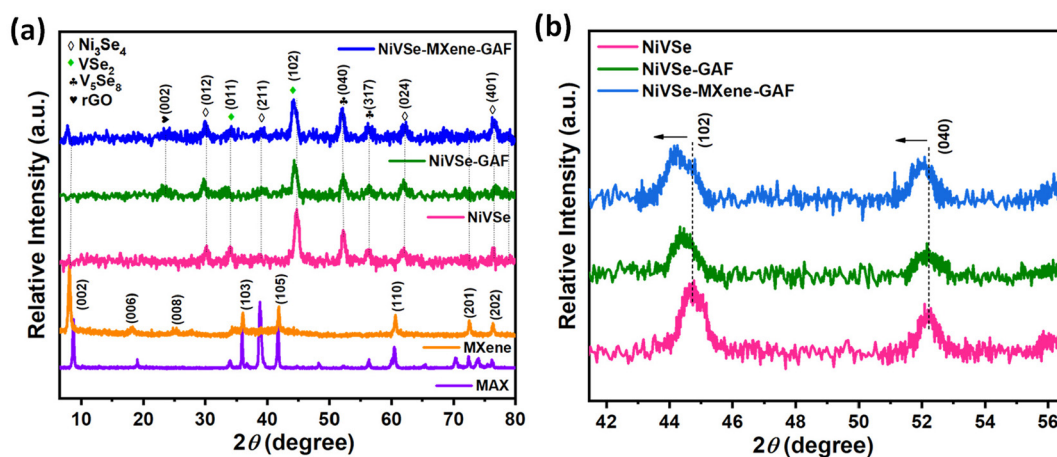 (a)
Relative Intensity (a.u.)
◊ Ni₃Se₄
♦ VSe₂
♣ V₅Se₈
♥ rGO
NiVSe-MXene-GAF
♥(002)
◊(012)
♦(011)
◊(211)
♦(102)
♣(040)
♣(317)
◊(024)
◊(401)
NiVSe-GAF
NiVSe
(002)
(006)
(008)
(103)
(105)
(110)
(201)
(202)
MXene
MAX
10 20 30 40 50 60 70 80
2θ (degree)
(b)
Relative Intensity (a.u.)
NiVSe
NiVSe-GAF
NiVSe-MXene-GAF
(102)
(040)
42 44 46 48 50 52 54 56
2θ (degree)